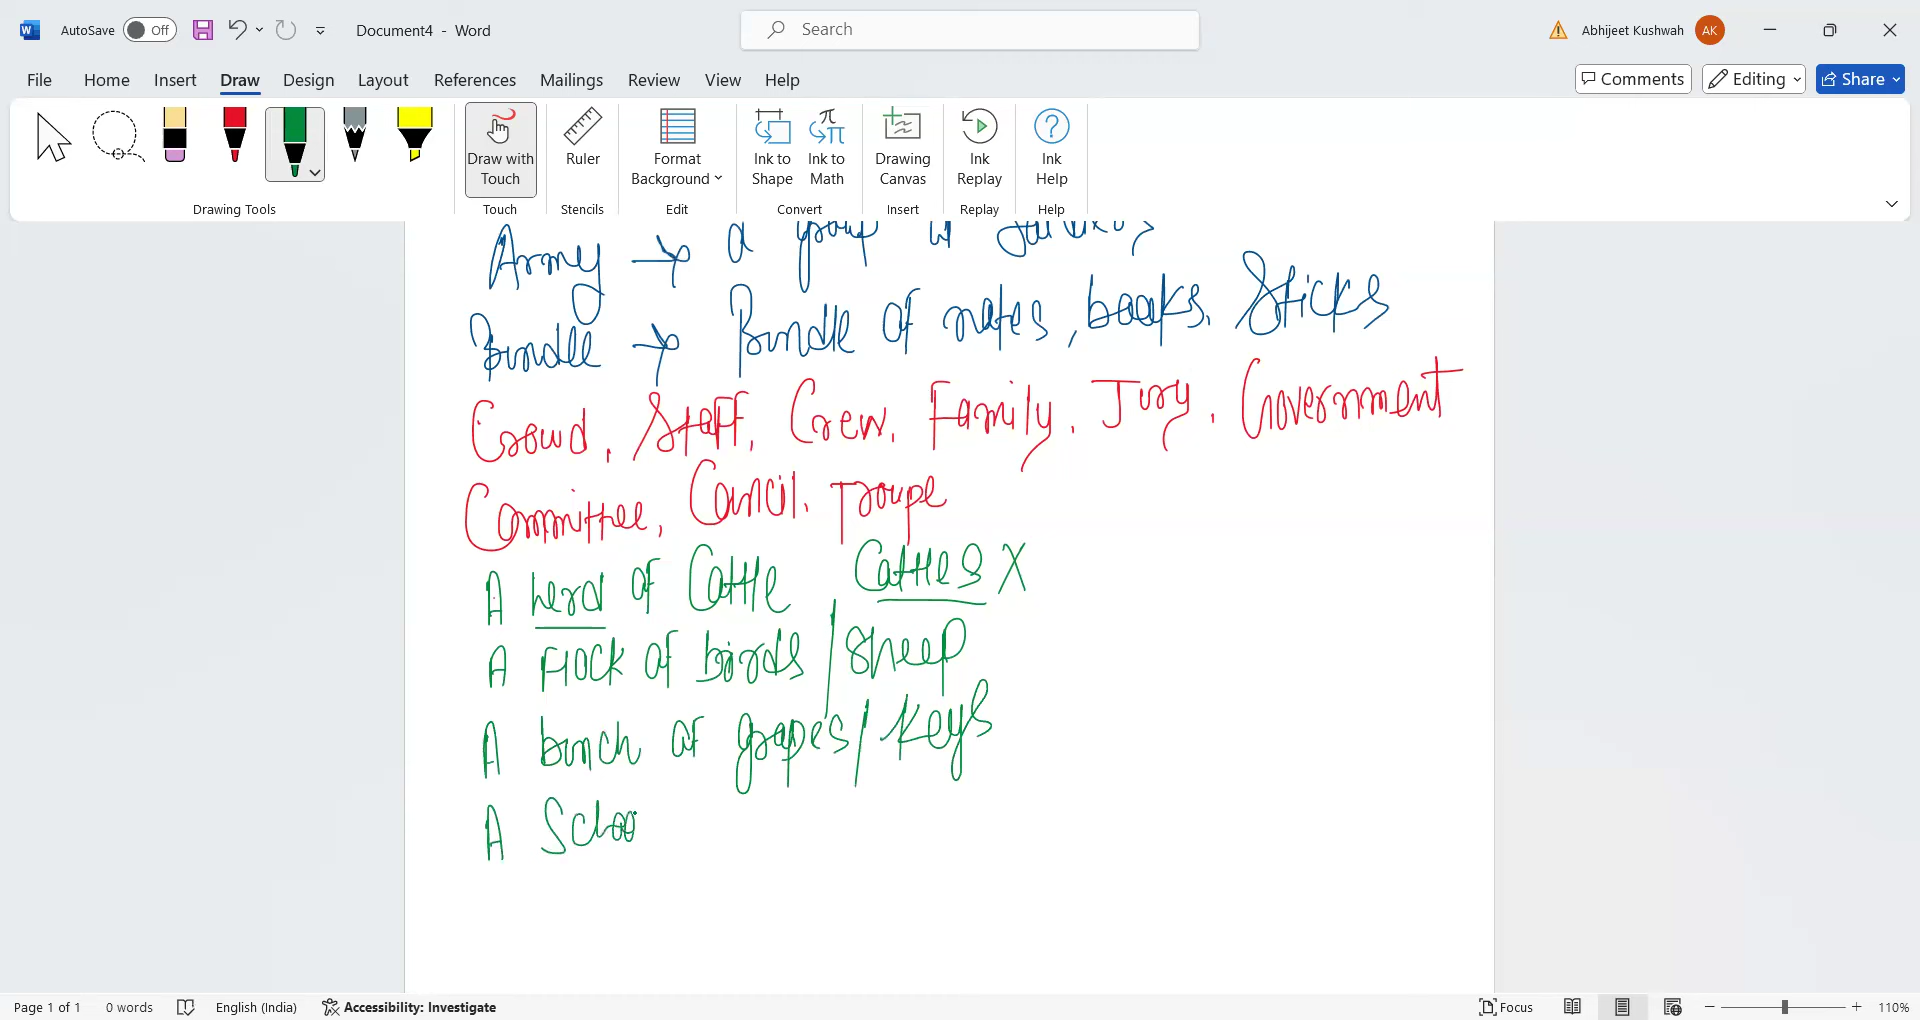 AutoSave Off Document4 - Word Search Abhijeet Kushwah AK
File Home Insert Draw Design Layout References Mailings Review View Help Comments Editing Share
Draw with Touch Ruler Format Background Ink to Shape Ink to Math Drawing Canvas Ink Replay Ink Help
Drawing Tools Touch Stencils Edit Convert Insert Replay Help
Army → a group of
Bundle → Bundle of notes, books, Sticks
Crowd, Staff, Crew, Family, Jury, Government
Committee, Council, Troupe
A herd of Cattle Cattles X
A Flock of birds / Sheep
A bunch of grapes / Keys
A Schoo
Page 1 of 1 0 words English (India) Accessibility: Investigate Focus 110%